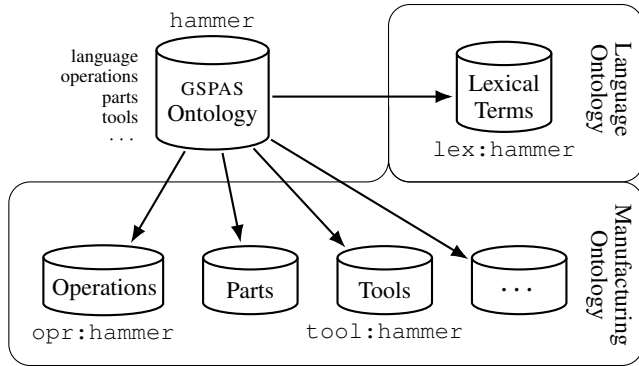 hammer
language
operations
parts
tools
...
GSPAS
Ontology
Lexical
Terms
lex:hammer
Language
Ontology
Operations
Parts
Tools
...
opr:hammer
tool:hammer
Manufacturing
Ontology